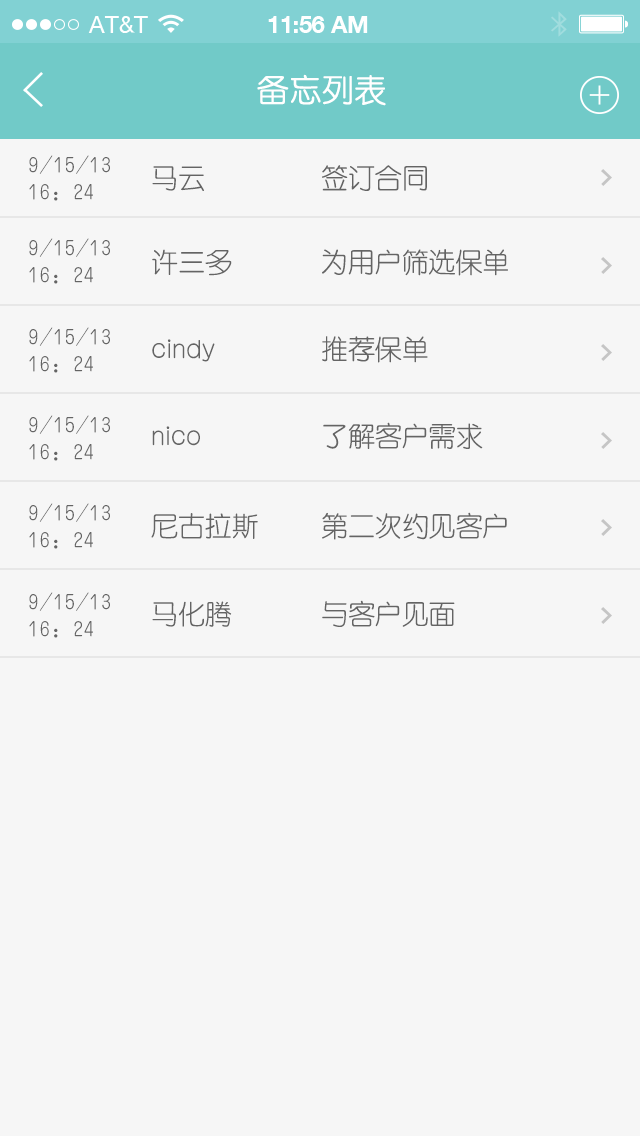 AT&T 11:56 AM
备忘列表
9/15/13
16：24
马云
签订合同
9/15/13
16：24
许三多
为用户筛选保单
9/15/13
16：24
cindy
推荐保单
9/15/13
16：24
nico
了解客户需求
9/15/13
16：24
尼古拉斯
第二次约见客户
9/15/13
16：24
马化腾
与客户见面